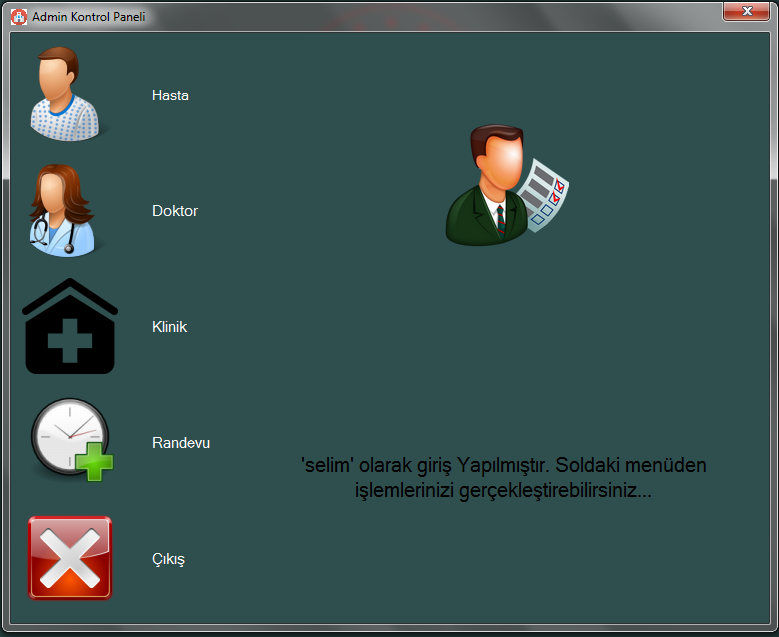 Admin Kontrol Paneli
Hasta
Doktor
Klinik
Randevu
Çıkış
'selim' olarak giriş Yapılmıştır. Soldaki menüden
işlemlerinizi gerçekleştirebilirsiniz...